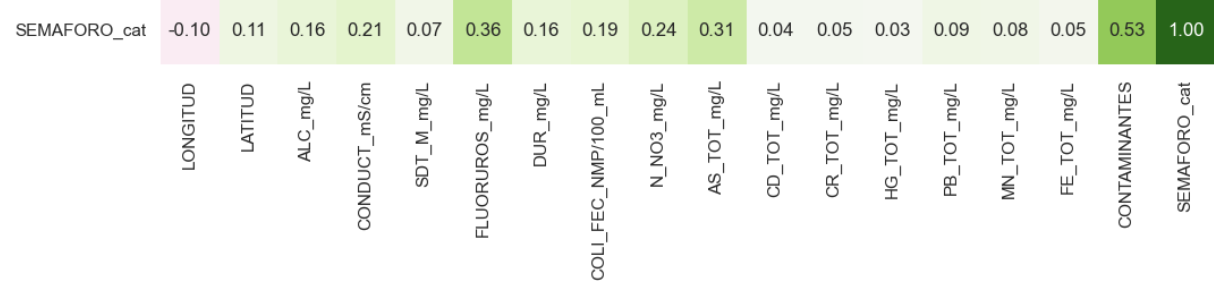 SEMAFORO_cat -0.10 0.11 0.16 0.21 0.07 0.36 0.16 0.19 0.24 0.31 0.04 0.05 0.03 0.09 0.08 0.05 0.53 1.00
LONGITUD
LATITUD
ALC_mg/L
CONDUCT_mS/cm
SDT_M_mg/L
FLUORUROS_mg/L
DUR_mg/L
COLI_FEC_NMP/100_mL
N_NO3_mg/L
AS_TOT_mg/L
CD_TOT_mg/L
CR_TOT_mg/L
HG_TOT_mg/L
PB_TOT_mg/L
MN_TOT_mg/L
FE_TOT_mg/L
CONTAMINANTES
SEMAFORO_cat